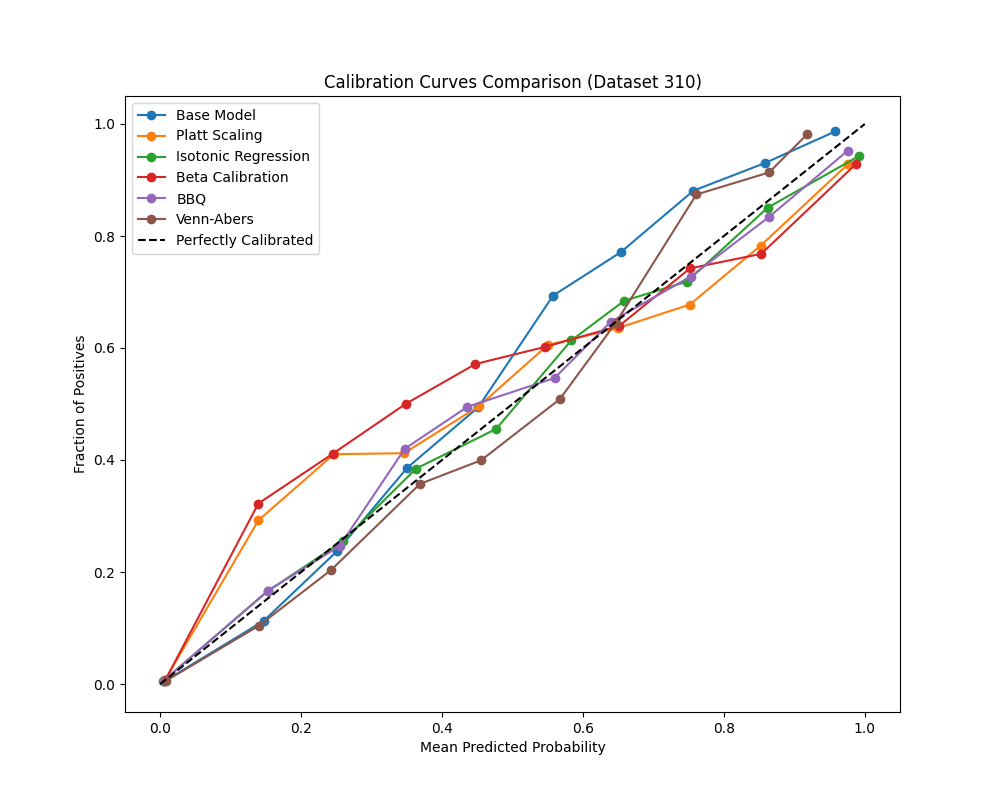 Calibration Curves Comparison (Dataset 310)
Base Model
Platt Scaling
Isotonic Regression
Beta Calibration
BBQ
Venn-Abers
Perfectly Calibrated
Fraction of Positives
1.0
0.8
0.6
0.4
0.2
0.0
0.0 0.2 0.4 0.6 0.8 1.0
Mean Predicted Probability